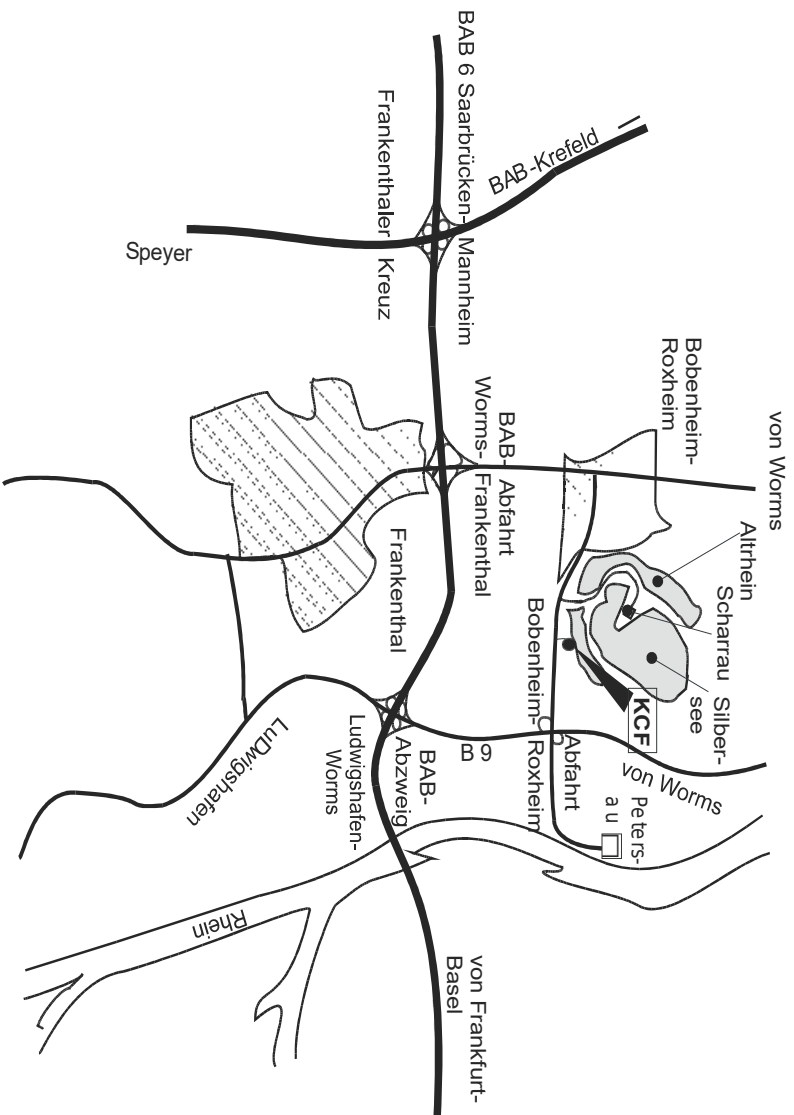 BAB 6 Saarbrücken- Mannheim
Frankenthaler Kreuz
BAB-Krefeld
Speyer
Bobenheim-
Roxheim
von Worms
BAB- Abfahrt
Worms- Frankenthal
Frankenthal
Altrhein
Scharrau
Silber-
see
KCF
Bobenheim- Roxheim
Abfahrt
von Worms
Peters-
au
B9
BAB-
Abzweig
Ludwigshafen-
Worms
LuDwigshafen
Rhein
von Frankfurt-
Basel